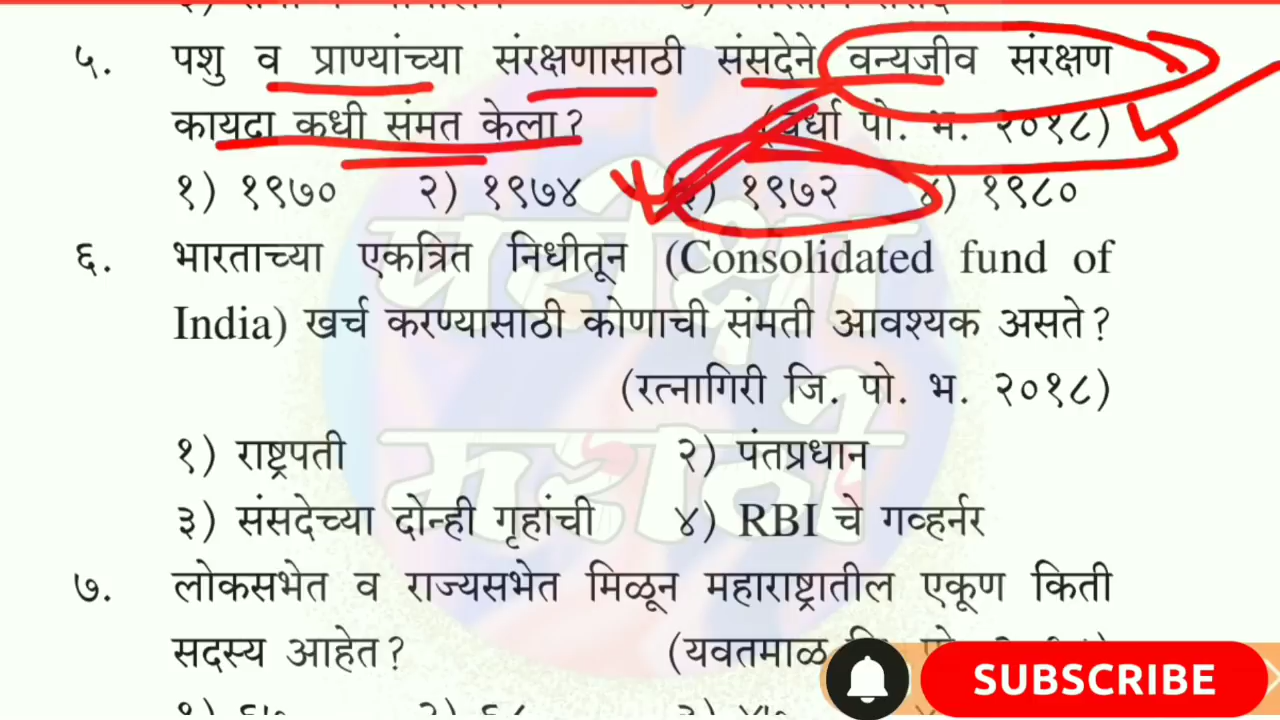 ५. पशु व प्राण्यांच्या संरक्षणासाठी संसदेने वन्यजीव संरक्षण
कायदा कधी संमत केला? (वर्धा पो. भ. २०१८)
१) १९७० २) १९७४ ३) १९७२ ४) १९८०
६. भारताच्या एकत्रित निधीतून (Consolidated fund of
India) खर्च करण्यासाठी कोणाची संमती आवश्यक असते?
(रत्नागिरी जि. पो. भ. २०१८)
१) राष्ट्रपती २) पंतप्रधान
३) संसदेच्या दोन्ही गृहांची ४) RBI चे गव्हर्नर
७. लोकसभेत व राज्यसभेत मिळून महाराष्ट्रातील एकूण किती
सदस्य आहेत? (यवतमाळ
SUBSCRIBE
परीक्षा
मराठी